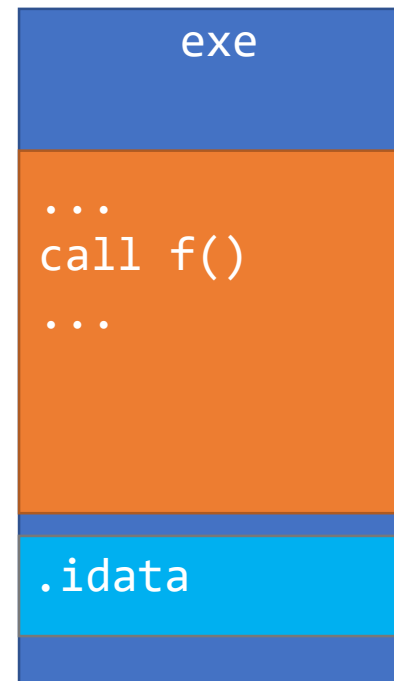 exe
...
call f()
...
.idata